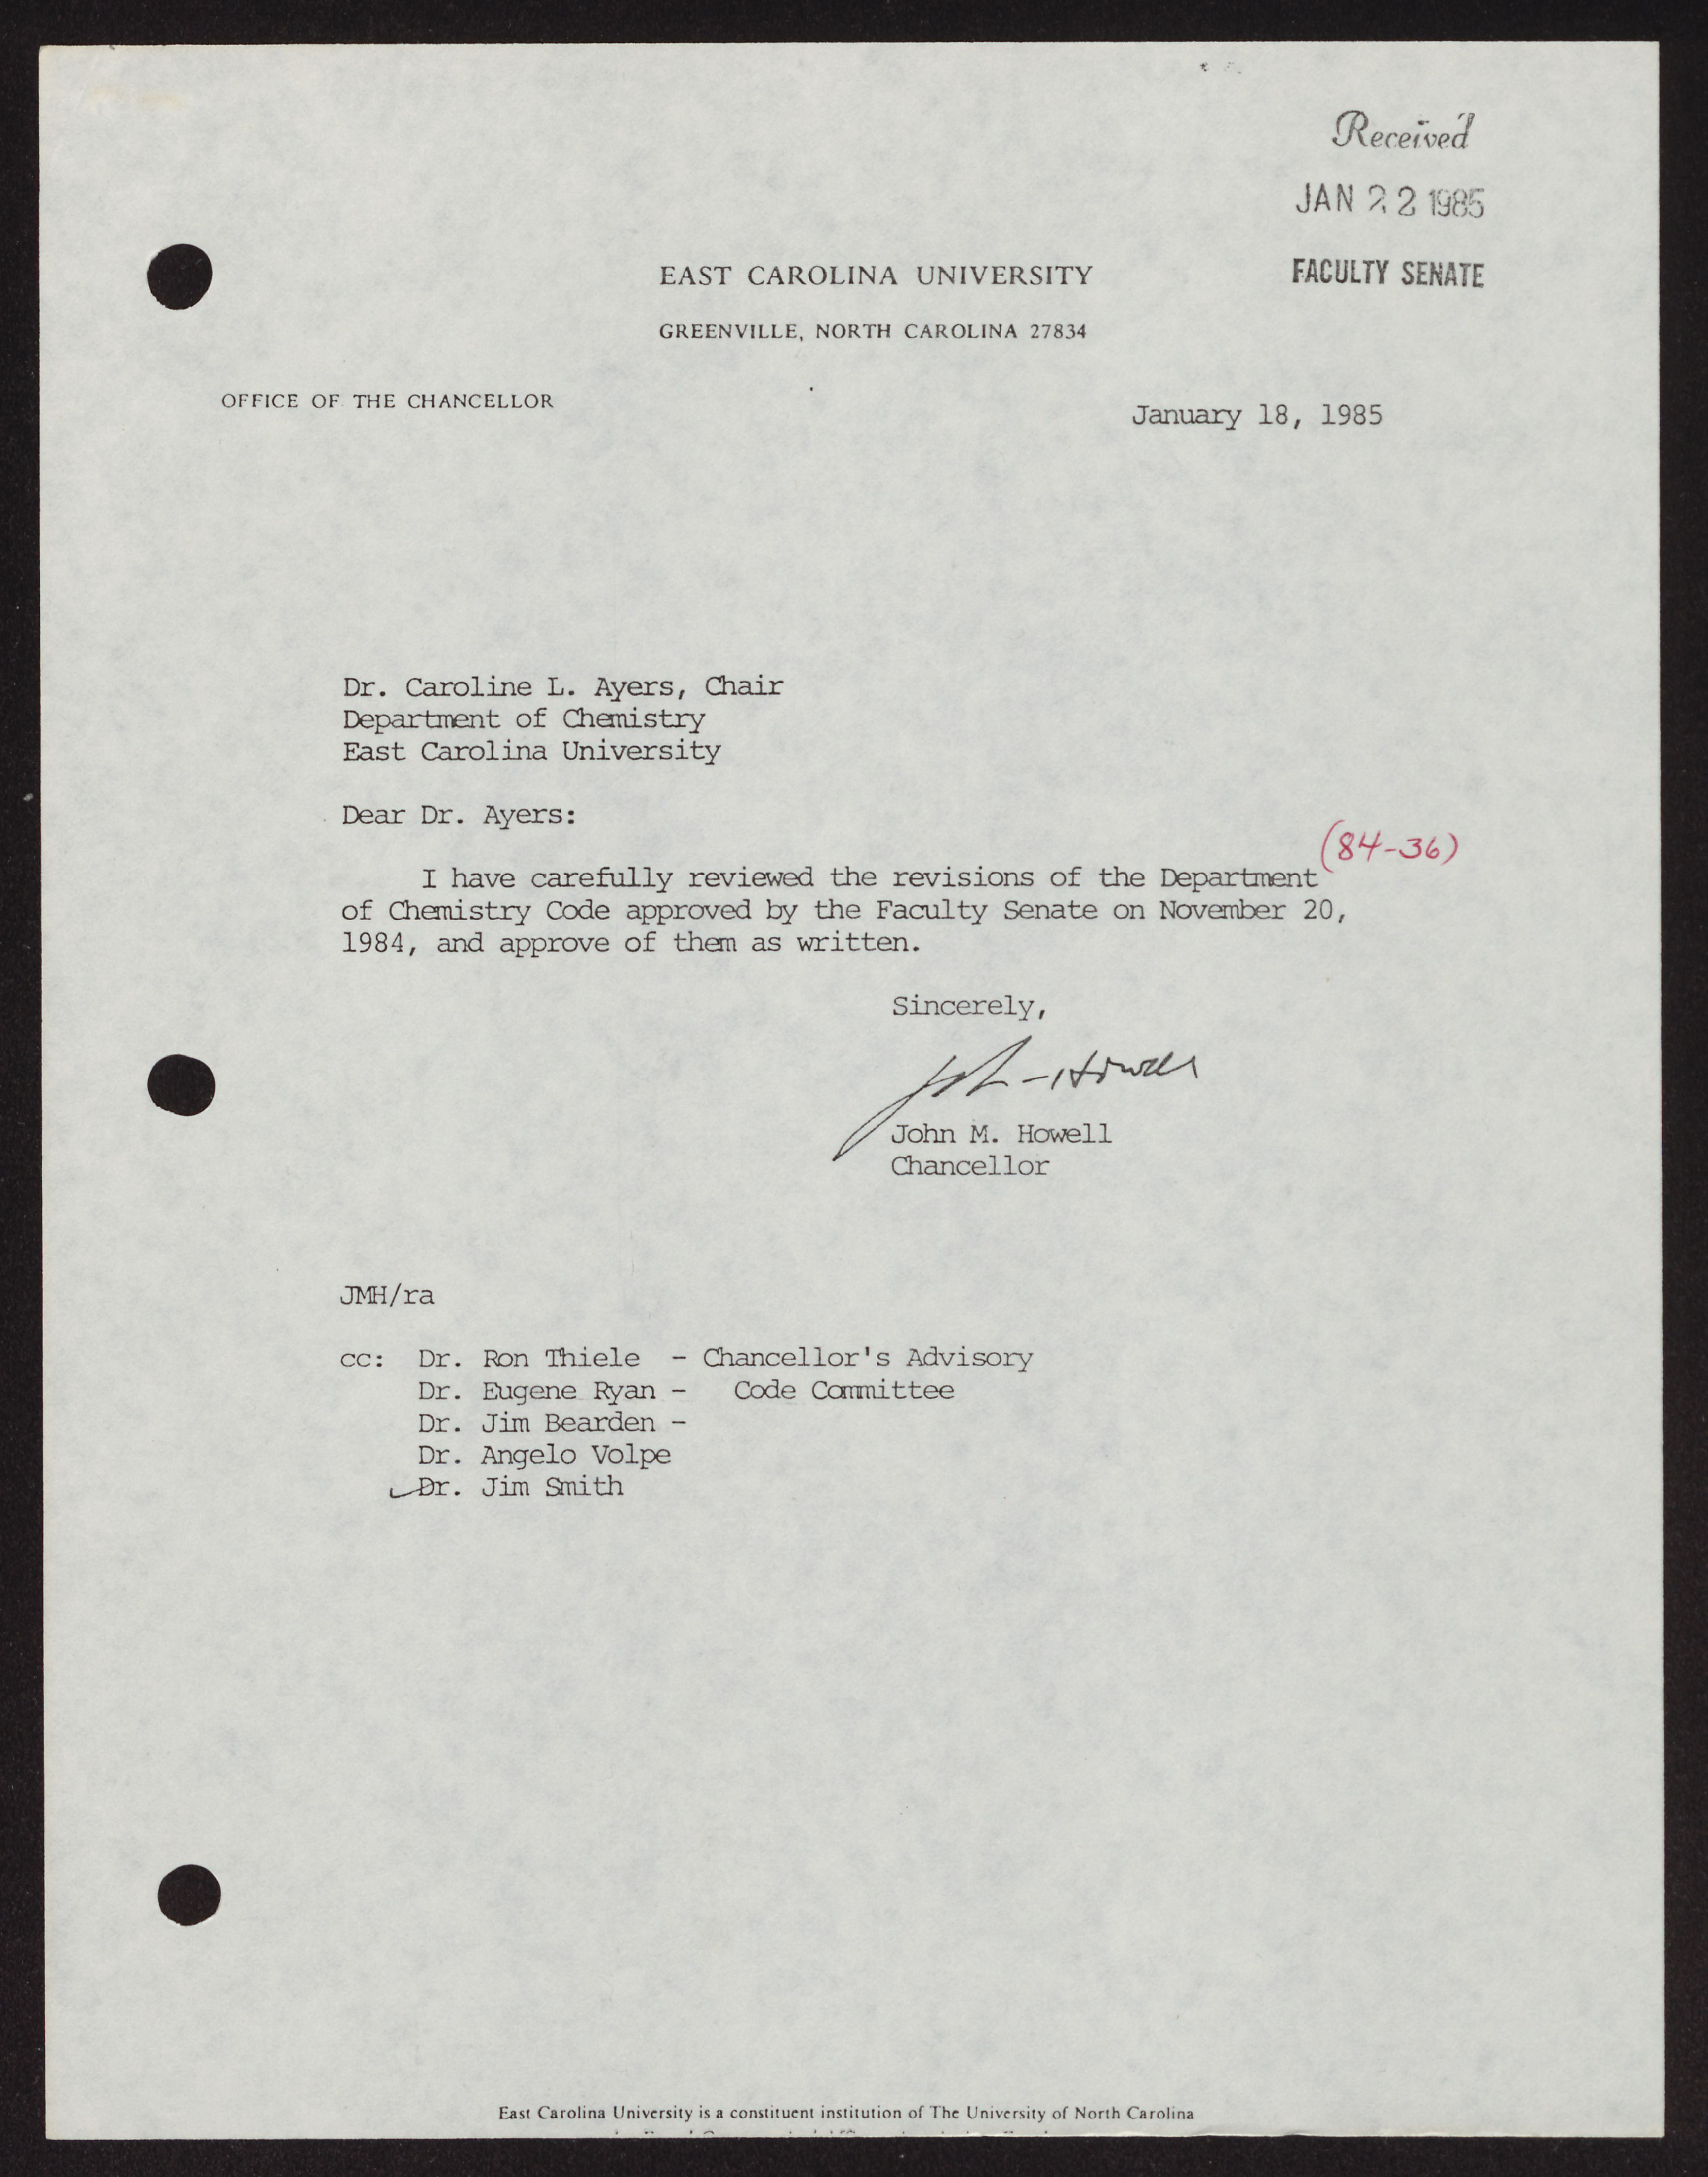 Received
JAN 22 1985
FACULTY SENATE
EAST CAROLINA UNIVERSITY
GREENVILLE, NORTH CAROLINA 27834
OFFICE OF THE CHANCELLOR
January 18, 1985
Dr. Caroline L. Ayers, Chair
Department of Chemistry
East Carolina University
Dear Dr. Ayers:
(84-36)
I have carefully reviewed the revisions of the Department
of Chemistry Code approved by the Faculty Senate on November 20,
1984, and approve of them as written.
Sincerely,
John Howell
John M. Howell
Chancellor
JMH/ra
cc: Dr. Ron Thiele - Chancellor's Advisory
Dr. Eugene Ryan - Code Committee
Dr. Jim Bearden -
Dr. Angelo Volpe
Dr. Jim Smith
East Carolina University is a constituent institution of The University of North Carolina